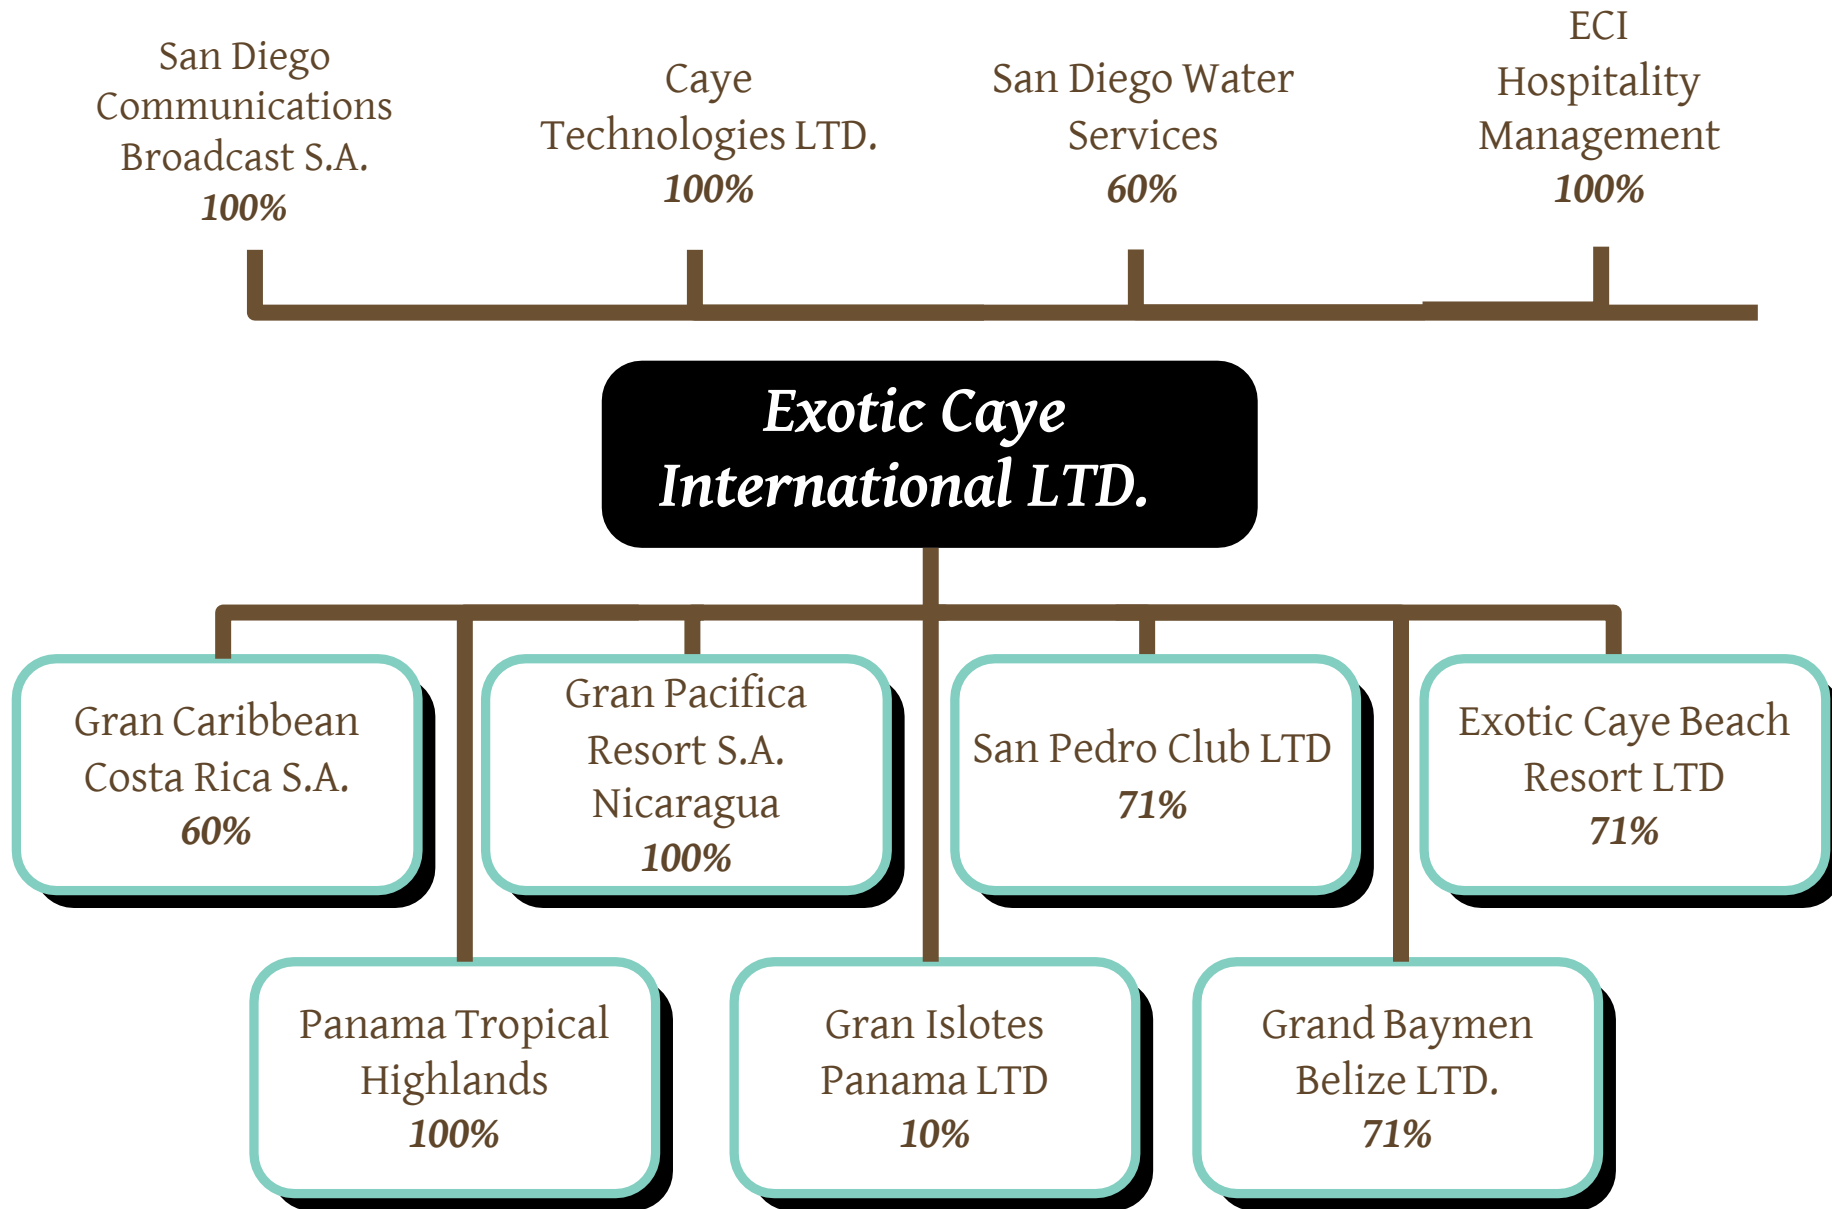 San Diego
Communications
Broadcast S.A.
100%
Caye
Technologies LTD.
100%
San Diego Water
Services
60%
ECI
Hospitality
Management
100%
Exotic Caye
International LTD.
Gran Caribbean
Costa Rica S.A.
60%
Gran Pacifica
Resort S.A.
Nicaragua
100%
San Pedro Club LTD
71%
Exotic Caye Beach
Resort LTD
71%
Panama Tropical
Highlands
100%
Gran Islotes
Panama LTD
10%
Grand Baymen
Belize LTD.
71%